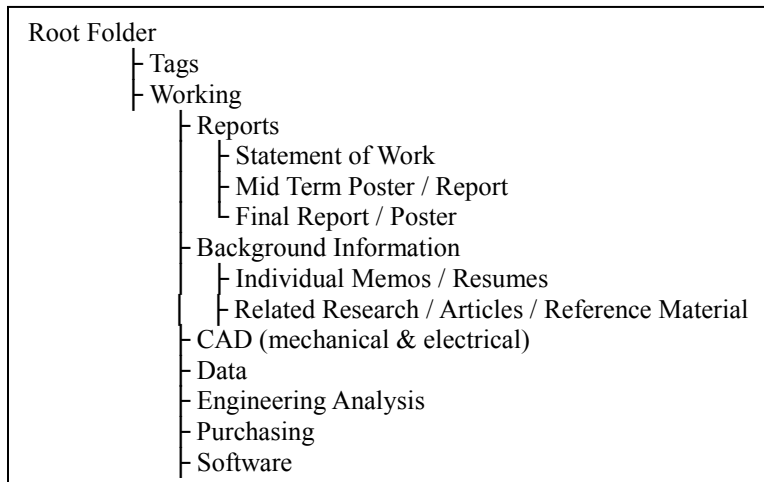 Root Folder
Tags
Working
Reports
Statement of Work
Mid Term Poster / Report
Final Report / Poster
Background Information
Individual Memos / Resumes
Related Research / Articles / Reference Material
CAD (mechanical & electrical)
Data
Engineering Analysis
Purchasing
Software